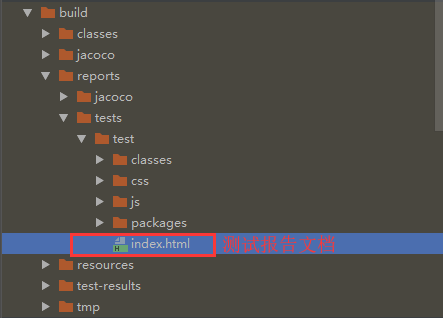 build
classes
jacoco
reports
jacoco
tests
test
classes
css
js
packages
index.html 测试报告文档
resources
test-results
tmp